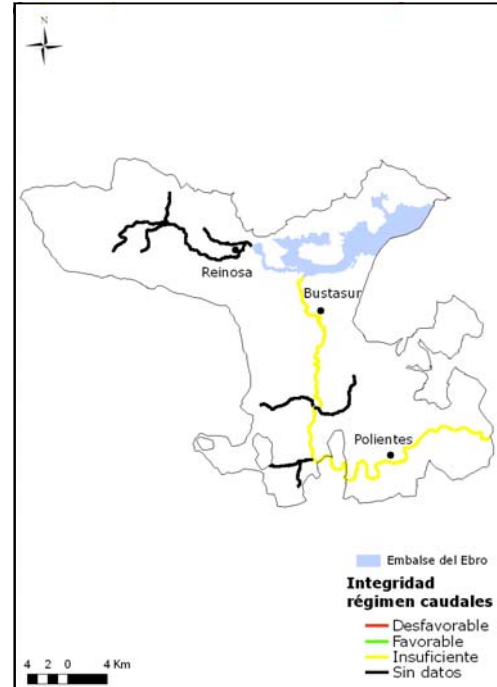 N
Reinosa
Bustasur
Polientes
Embalse del Ebro
Integridad
régimen caudales
Desfavorable
Favorable
Insuficiente
Sin datos
4 2 0 4 Km